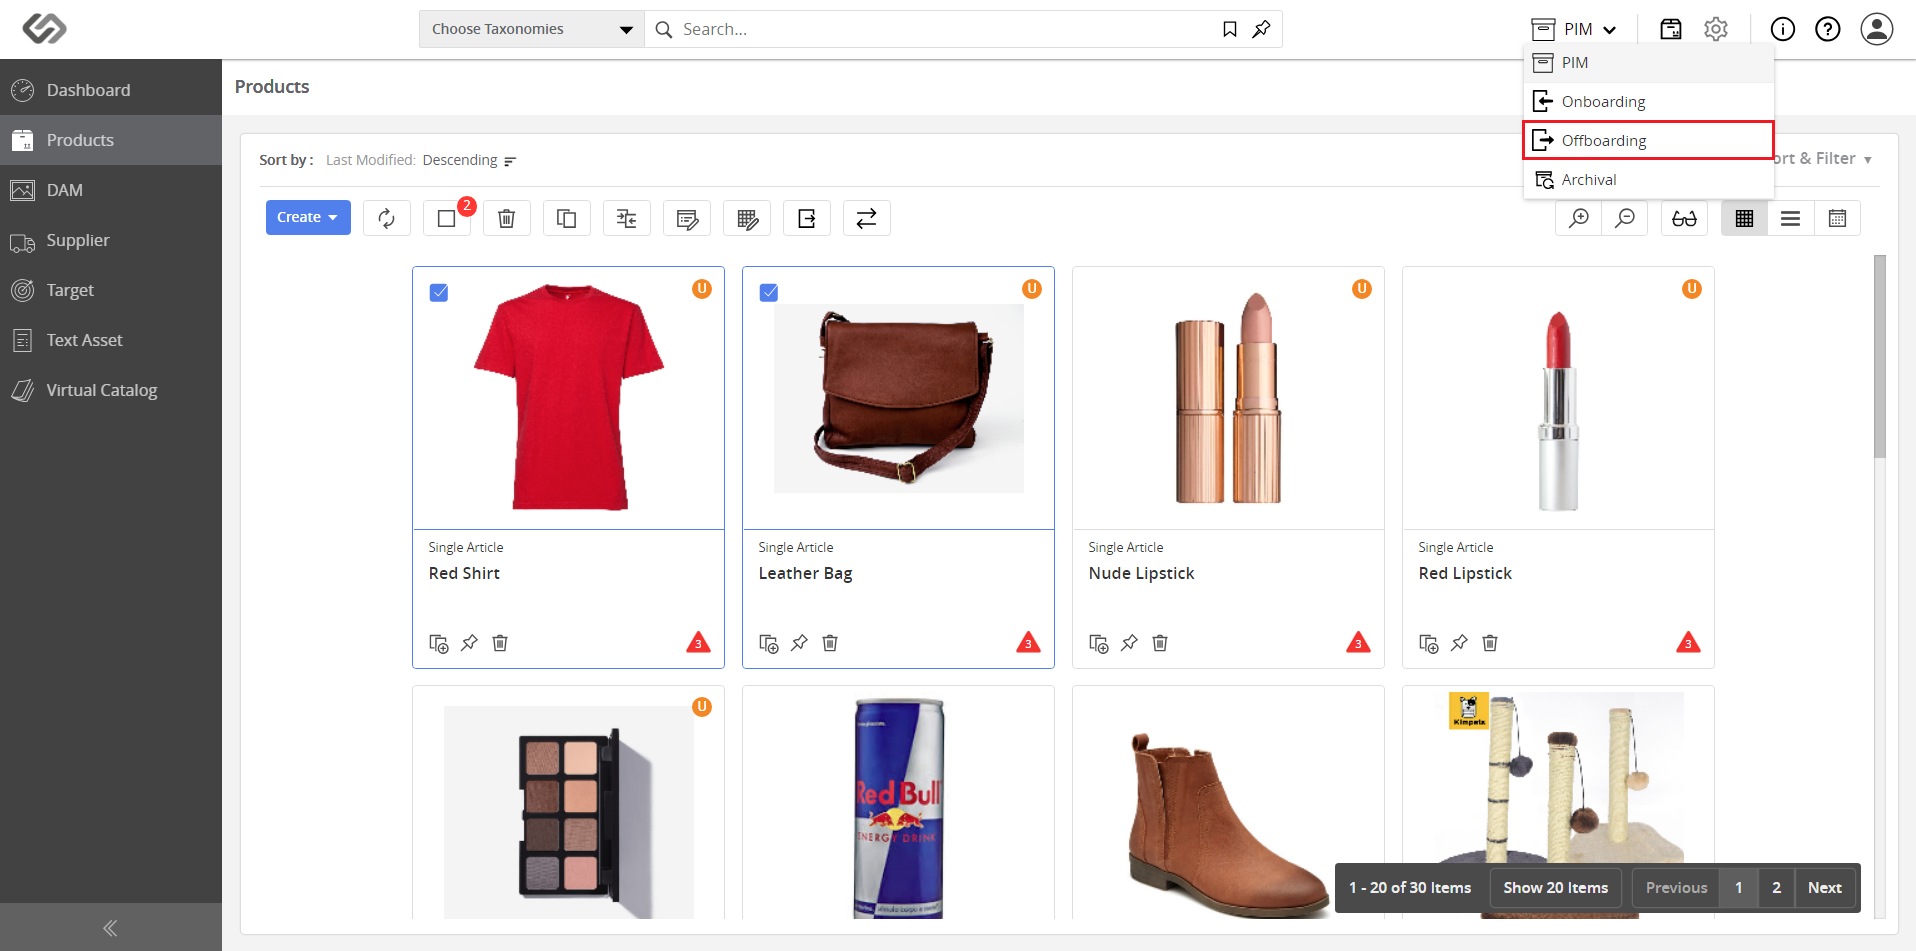 Choose Taxonomies
Search...
PIM
PIM
Onboarding
Offboarding
Archival
Dashboard
Products
DAM
Supplier
Target
Text Asset
Virtual Catalog
Products
Sort by : Last Modified: Descending
ort & Filter
Create
2
U
U
U
U
Single Article
Red Shirt
3
Single Article
Leather Bag
3
Single Article
Nude Lipstick
3
Single Article
Red Lipstick
3
U
Red Bull
ENERGY DRINK
Kimpets
1 - 20 of 30 Items
Show 20 Items
Previous
1
2
Next